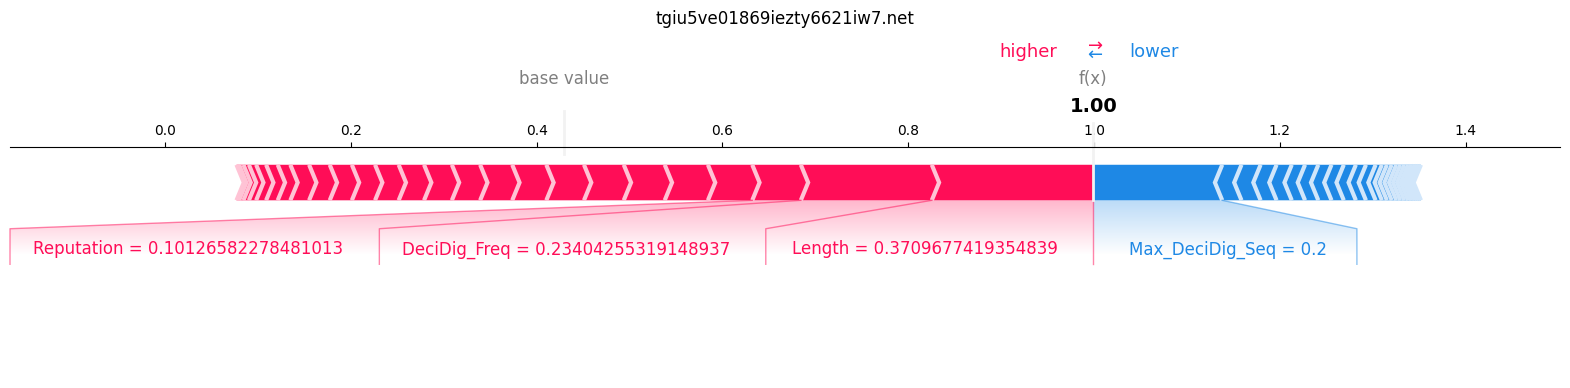 tgiu5ve01869iezty6621iw7.net
higher ⇄ lower
base value f(x)
1.00
0.0 0.2 0.4 0.6 0.8 1 0 1.2 1.4
Reputation = 0.10126582278481013 DeciDig_Freq = 0.23404255319148937 Length = 0.3709677419354839 Max_DeciDig_Seq = 0.2